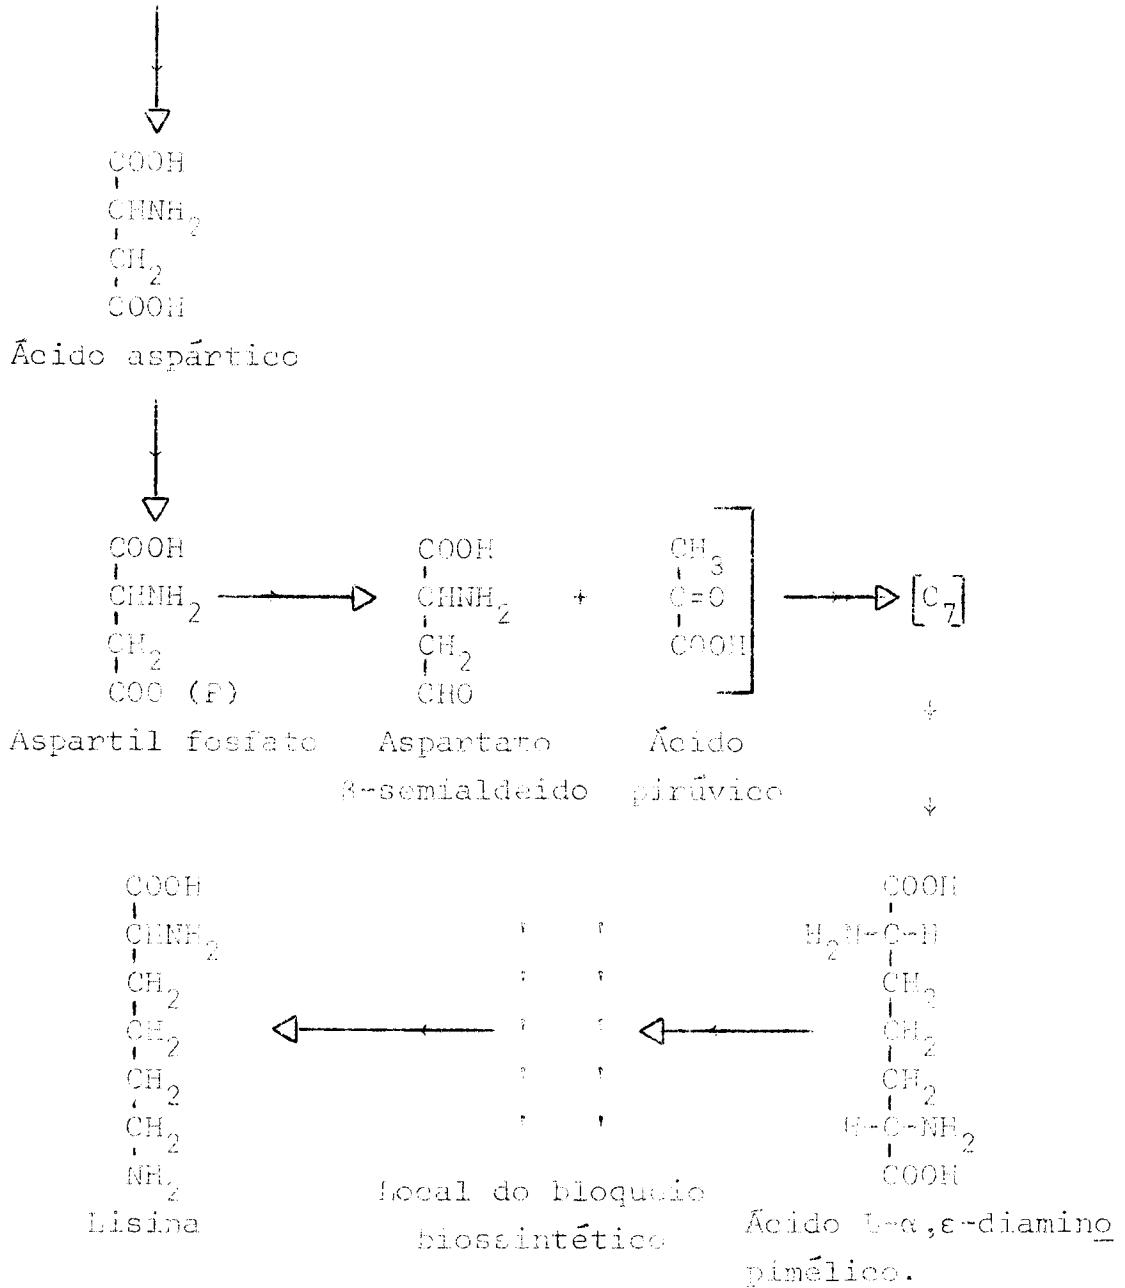 COOH
CHNH2
CH2
COOH
Ácido aspártico
COOH COOH CH3
CHNH2 CHNH2 + C=O [C7]
CH2 CH2 COOH
COO (P) CHO
Aspartil fosfato Aspartato Ácido
β-semialdeido pirúvico
COOH COOH
CHNH2 H2N-C-H
CH2 CH2
CH2 CH2
CH2 CH2
CH2 H-C-NH2
NH2 COOH
Lisina
Local do bloqueio
biossintético
Ácido L-α,ε-diamino
pimélico.